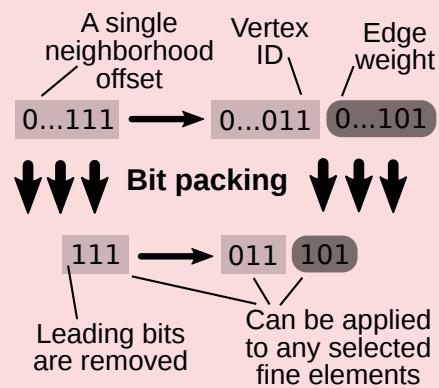 A single
neighborhood
offset
Vertex
ID
Edge
weight
0...111
0...011
0...101
Bit packing
111
011
101
Leading bits
are removed
Can be applied
to any selected
fine elements